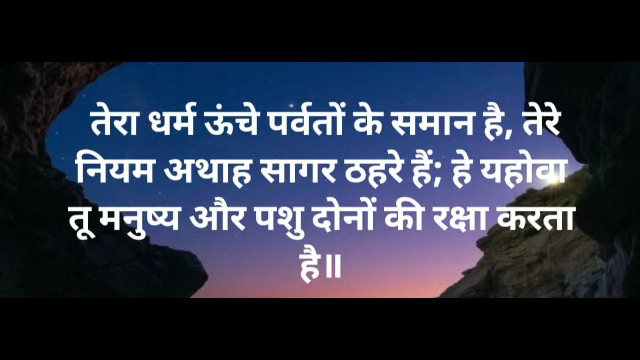 तेरा धर्म ऊंचे पर्वतों के समान है, तेरे
नियम अथाह सागर ठहरे हैं; हे यहोवा
तू मनुष्य और पशु दोनों की रक्षा करता
है॥